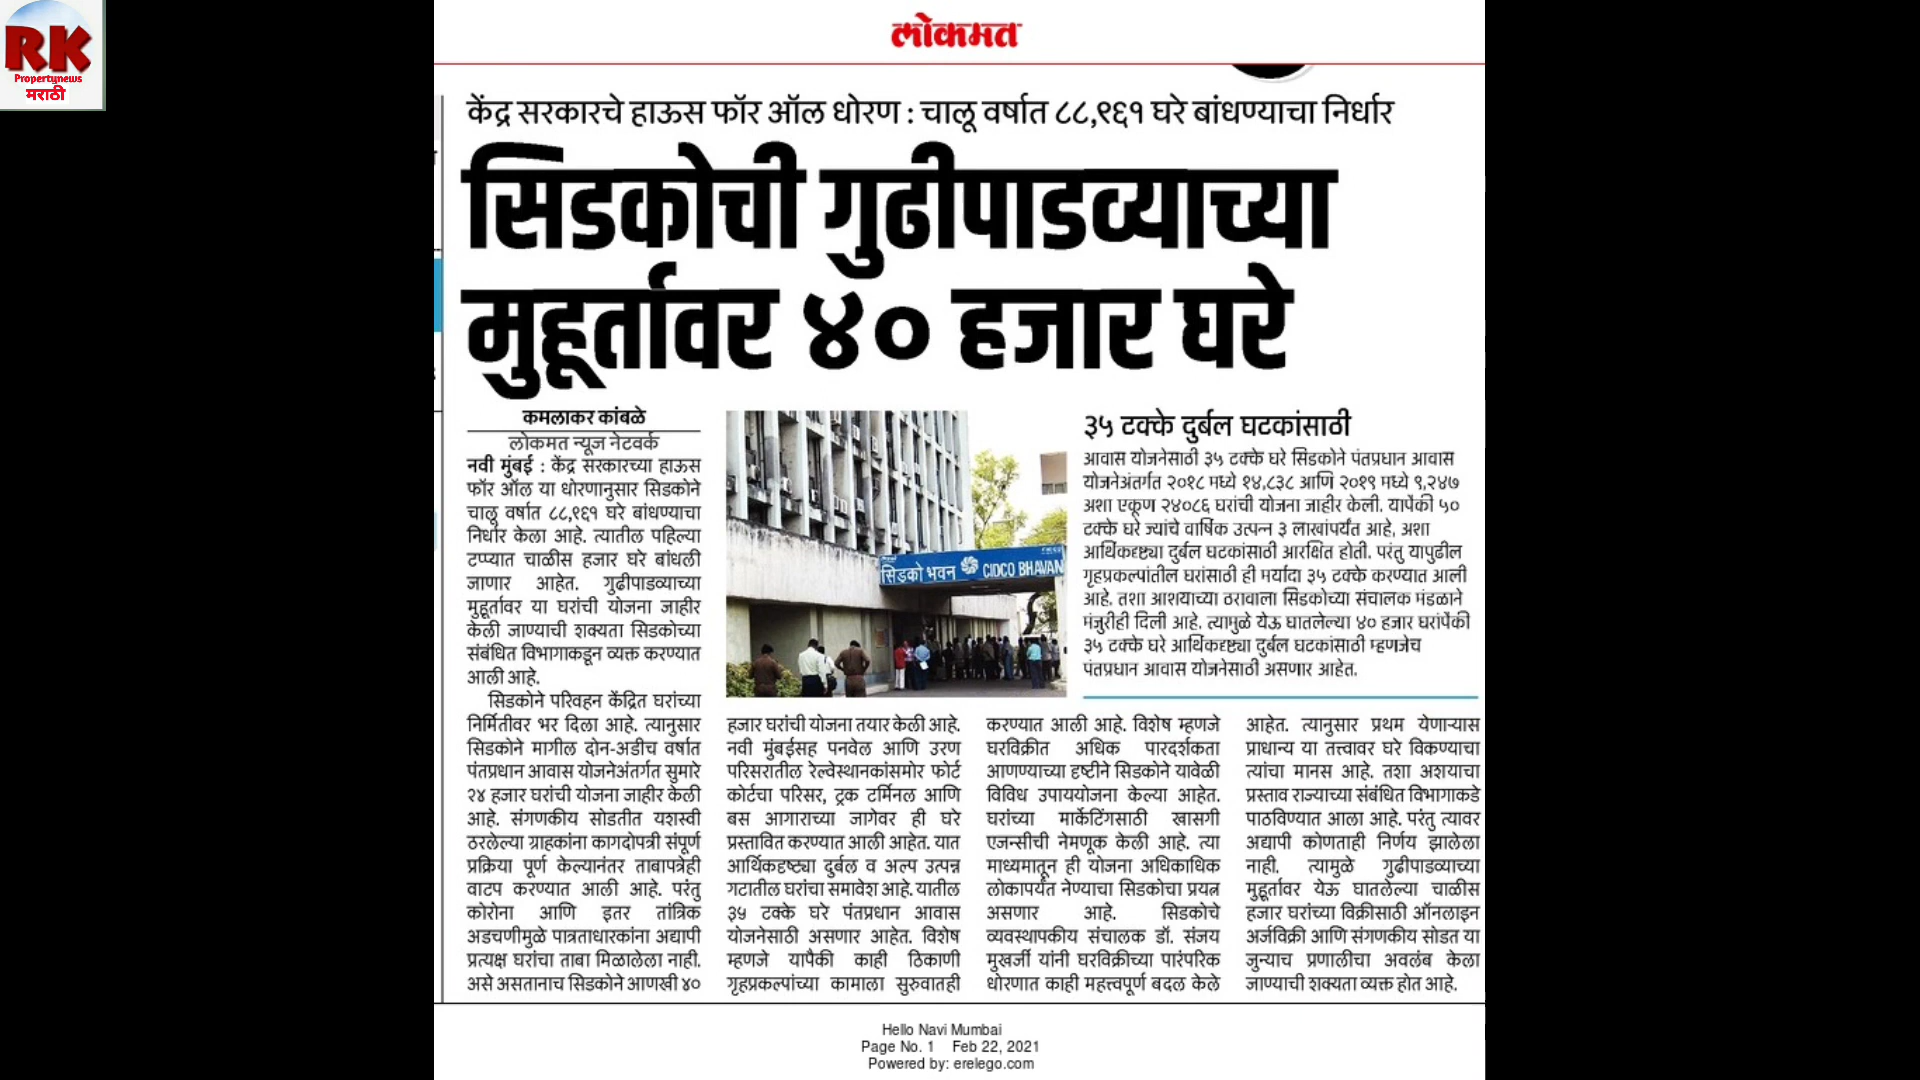 RK
Propertynews
मराठी
लोकमत
केंद्र सरकारचे हाऊस फॉर ऑल धोरण : चालू वर्षात ८८,१६१ घरे बांधण्याचा निर्धार
सिडकोची गुढीपाडव्याच्या
मुहूर्तावर ४० हजार घरे
कमलाकर कांबळे
लोकमत न्यूज नेटवर्क
नवी मुंबई : केंद्र सरकारच्या हाऊस
फॉर ऑल या धोरणानुसार सिडकोने
चालू वर्षात ८८,१६१ घरे बांधण्याचा
निर्धार केला आहे. त्यातील पहिल्या
टप्प्यात चाळीस हजार घरे बांधली
जाणार आहेत. गुढीपाडव्याच्या
मुहूर्तावर या घरांची योजना जाहीर
केली जाण्याची शक्यता सिडकोच्या
संबंधित विभागाकडून व्यक्त करण्यात
आली आहे.
सिडकोने परिवहन केंद्रित घरांच्या
निर्मितीवर भर दिला आहे. त्यानुसार
सिडकोने मागील दोन-अडीच वर्षात
पंतप्रधान आवास योजनेअंतर्गत सुमारे
२४ हजार घरांची योजना जाहीर केली
आहे. संगणकीय सोडतीत यशस्वी
ठरलेल्या ग्राहकांना कागदोपत्री संपूर्ण
प्रक्रिया पूर्ण केल्यानंतर ताबापत्रेही
वाटप करण्यात आली आहे. परंतु
कोरोना आणि इतर तांत्रिक
अडचणीमुळे पात्रताधारकांना अद्यापी
प्रत्यक्ष घरांचा ताबा मिळालेला नाही.
असे असतानाच सिडकोने आणखी ४०
सिडको भवन CIDCO BHAVAN
३५ टक्के दुर्बल घटकांसाठी
आवास योजनेसाठी ३५ टक्के घरे सिडकोने पंतप्रधान आवास
योजनेअंतर्गत २०१८ मध्ये १४,८३८ आणि २०१९ मध्ये ९,२४७
अशा एकूण २४०८६ घरांची योजना जाहीर केली. यापैकी ५०
टक्के घरे ज्यांचे वार्षिक उत्पन्न ३ लाखांपर्यंत आहे, अशा
आर्थिकदृष्ट्या दुर्बल घटकांसाठी आरक्षित होती. परंतु यापुढील
गृहप्रकल्पांतील घरांसाठी ही मर्यादा ३५ टक्के करण्यात आली
आहे. तशा आशयाच्या ठरावाला सिडकोच्या संचालक मंडळाने
मंजुरीही दिली आहे. त्यामुळे येऊ घातलेल्या ४० हजार घरांपैकी
३५ टक्के घरे आर्थिकदृष्ट्या दुर्बल घटकांसाठी म्हणजेच
पंतप्रधान आवास योजनेसाठी असणार आहेत.
हजार घरांची योजना तयार केली आहे.
नवी मुंबईसह पनवेल आणि उरण
परिसरातील रेल्वेस्थानकांसमोर फोर्ट
कोर्टचा परिसर, ट्रक टर्मिनल आणि
बस आगाराच्या जागेवर ही घरे
प्रस्तावित करण्यात आली आहेत. यात
आर्थिकदृष्ट्या दुर्बल व अल्प उत्पन्न
गटातील घरांचा समावेश आहे. यातील
३५ टक्के घरे पंतप्रधान आवास
योजनेसाठी असणार आहेत. विशेष
म्हणजे यापैकी काही ठिकाणी
गृहप्रकल्पांच्या कामाला सुरुवातही
करण्यात आली आहे. विशेष म्हणजे
घरविक्रीत अधिक पारदर्शकता
आणण्याच्या दृष्टीने सिडकोने यावेळी
विविध उपाययोजना केल्या आहेत.
घरांच्या मार्केटिंगसाठी खासगी
एजन्सीची नेमणूक केली आहे. त्या
माध्यमातून ही योजना अधिकाधिक
लोकापर्यंत नेण्याचा सिडकोचा प्रयत्न
असणार आहे. सिडकोचे
व्यवस्थापकीय संचालक डॉ. संजय
मुखर्जी यांनी घरविक्रीच्या पारंपरिक
धोरणात काही महत्त्वपूर्ण बदल केले
आहेत. त्यानुसार प्रथम येणाऱ्यास
प्राधान्य या तत्त्वावर घरे विकण्याचा
त्यांचा मानस आहे. तशा अशयाचा
प्रस्ताव राज्याच्या संबंधित विभागाकडे
पाठविण्यात आला आहे. परंतु त्यावर
अद्यापी कोणताही निर्णय झालेला
नाही. त्यामुळे गुढीपाडव्याच्या
मुहूर्तावर येऊ घातलेल्या चाळीस
हजार घरांच्या विक्रीसाठी ऑनलाइन
अर्जविक्री आणि संगणकीय सोडत या
जुन्याच प्रणालीचा अवलंब केला
जाण्याची शक्यता व्यक्त होत आहे.
Hello Navi Mumbai
Page No. 1 Feb 22, 2021
Powered by: erelego.com